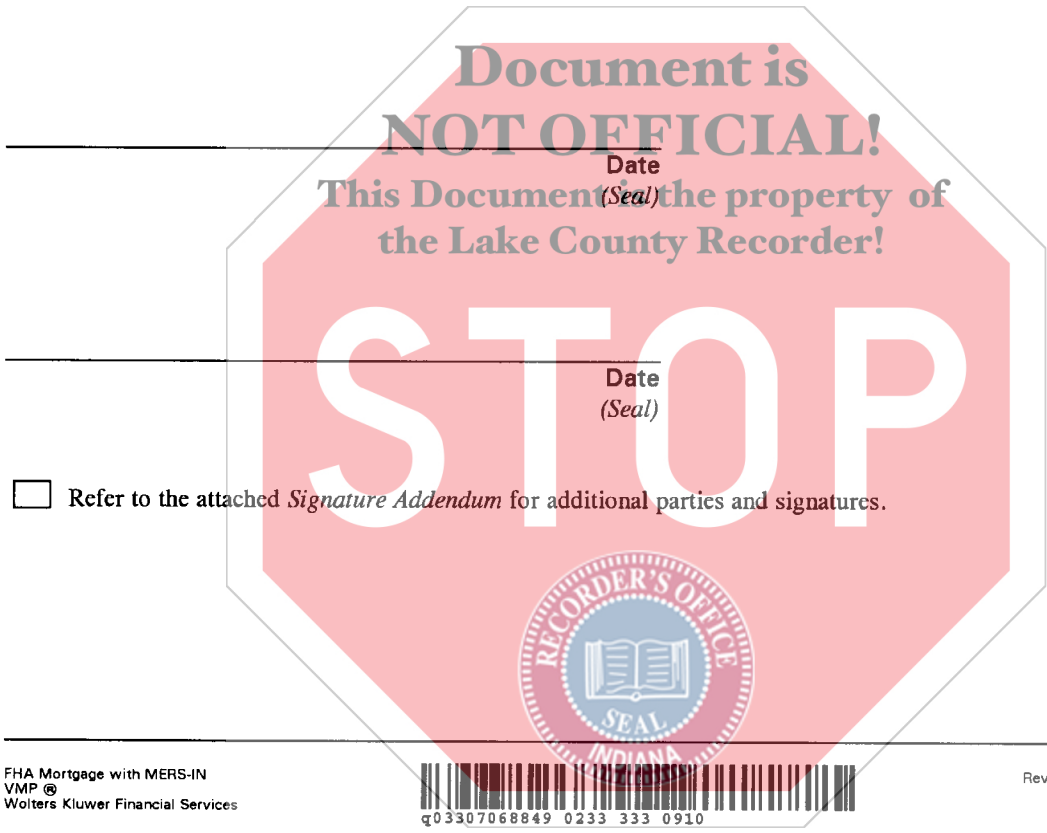 Document is
NOT OFFICIAL!
Date
(Seal)
This Document is the property of
the Lake County Recorder!
STOP
Date
(Seal)
Refer to the attached Signature Addendum for additional parties and signatures.
RECORDER'S OFFICE
SEAL
INDIANA
FHA Mortgage with MERS-IN
VMP ®
Wolters Kluwer Financial Services
q03307068849 0233 333 0910
Rev